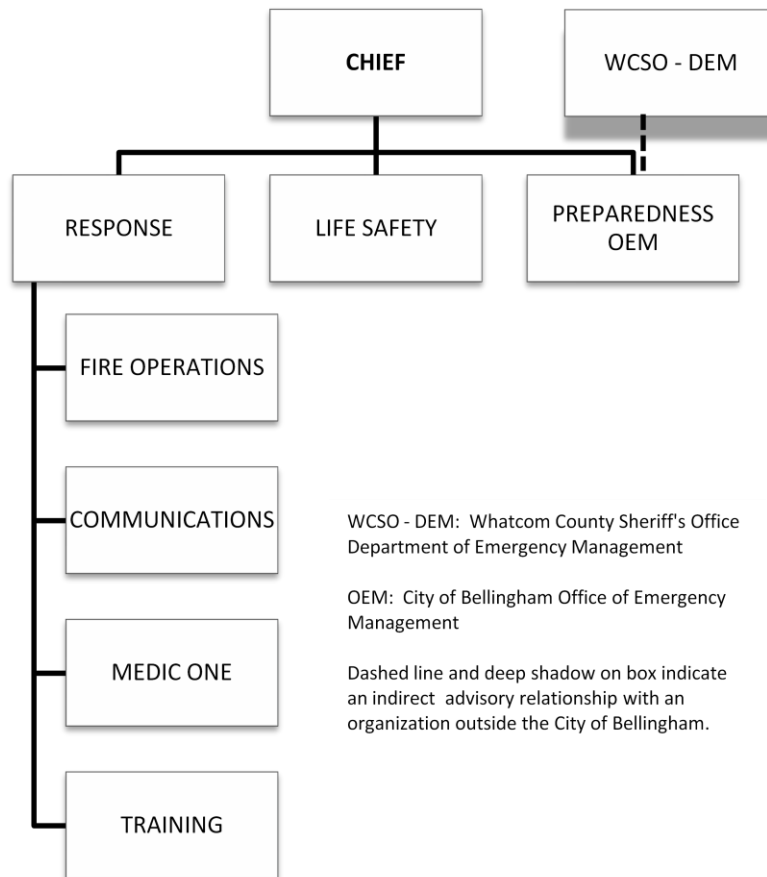 CHIEF
WCSO - DEM
RESPONSE
LIFE SAFETY
PREPAREDNESS
OEM
FIRE OPERATIONS
COMMUNICATIONS
MEDIC ONE
TRAINING
WCSO - DEM: Whatcom County Sheriff's Office
Department of Emergency Management
OEM: City of Bellingham Office of Emergency
Management
Dashed line and deep shadow on box indicate
an indirect advisory relationship with an
organization outside the City of Bellingham.